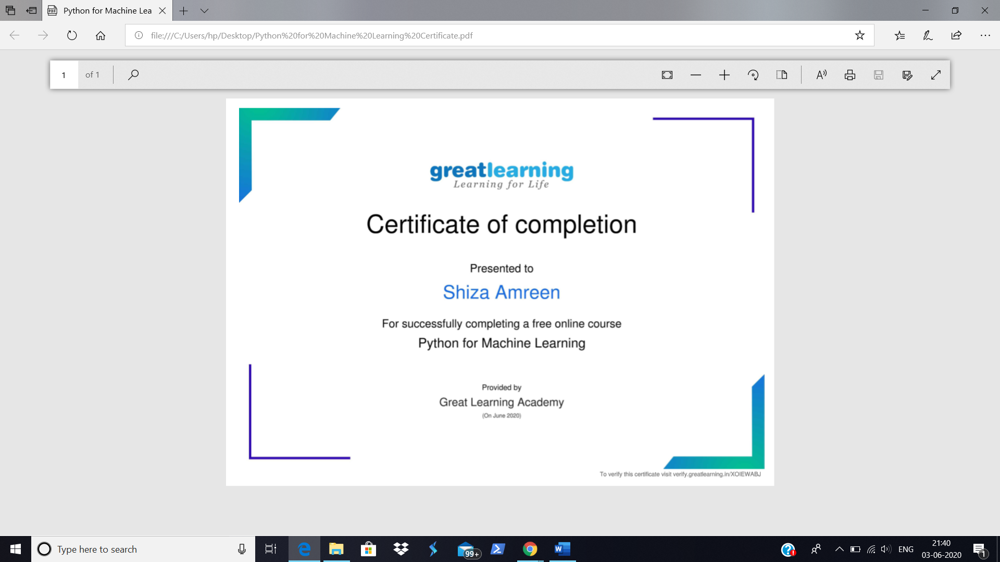 Python for Machine Lea
file:///C:/Users/hp/Desktop/Python%20for%20Machine%20Learning%20Certificate.pdf
1 of 1
greatlearning
Learning for Life
Certificate of completion
Presented to
Shiza Amreen
For successfully completing a free online course
Python for Machine Learning
Provided by
Great Learning Academy
(On June 2020)
To verify this certificate visit verify.greatlearning.in/XOIEWABJ
Type here to search
99+
ENG
21:40
03-06-2020
1